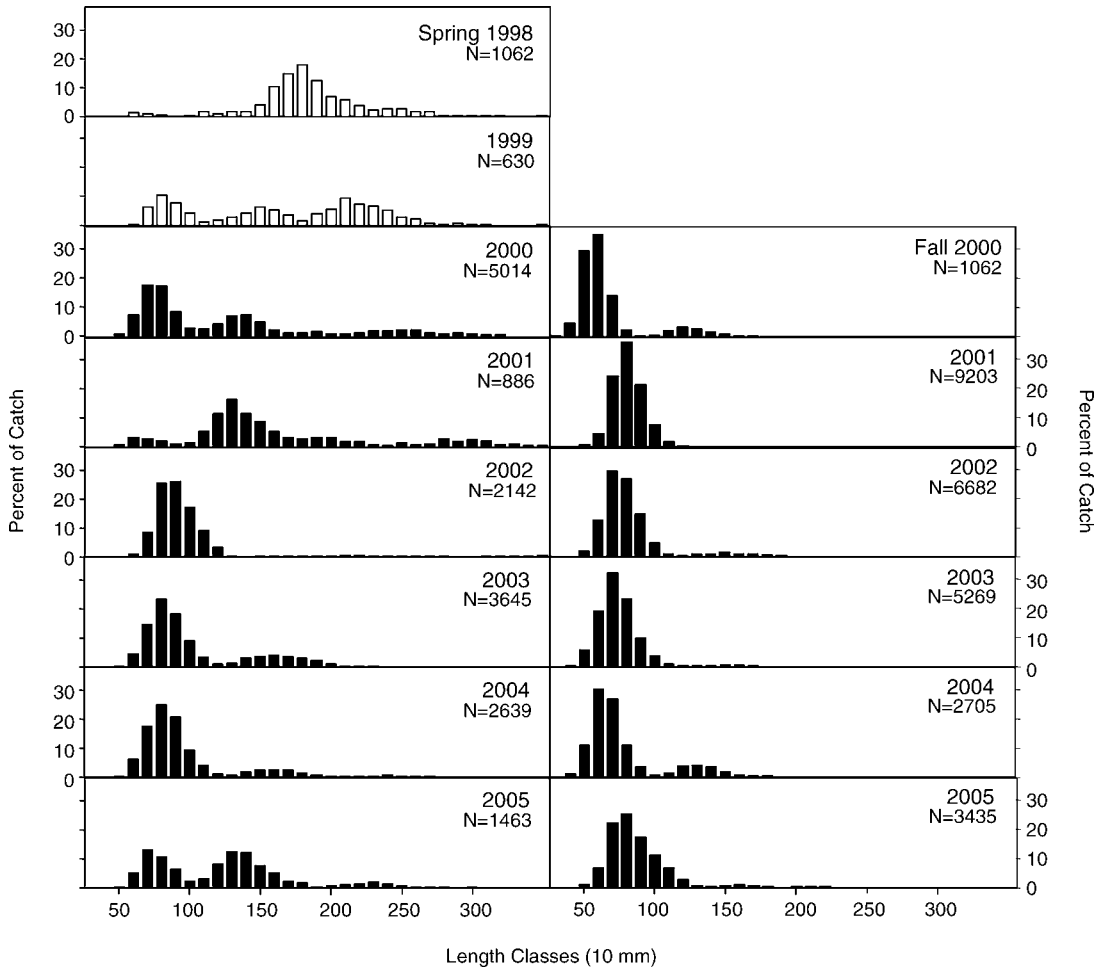 Spring 1998
N=1062
30
20
10
0
1999
N=630
2000
N=5014
30
20
10
0
Fall 2000
N=1062
2001
N=886
2001
N=9203
30
20
10
0
2002
N=2142
30
20
10
0
2002
N=6682
2003
N=3645
2003
N=5269
30
20
10
0
2004
N=2639
30
20
10
0
2004
N=2705
2005
N=1463
2005
N=3435
30
20
10
0
50 100 150 200 250 300
50 100 150 200 250 300
Length Classes (10 mm)
Percent of Catch
Percent of Catch